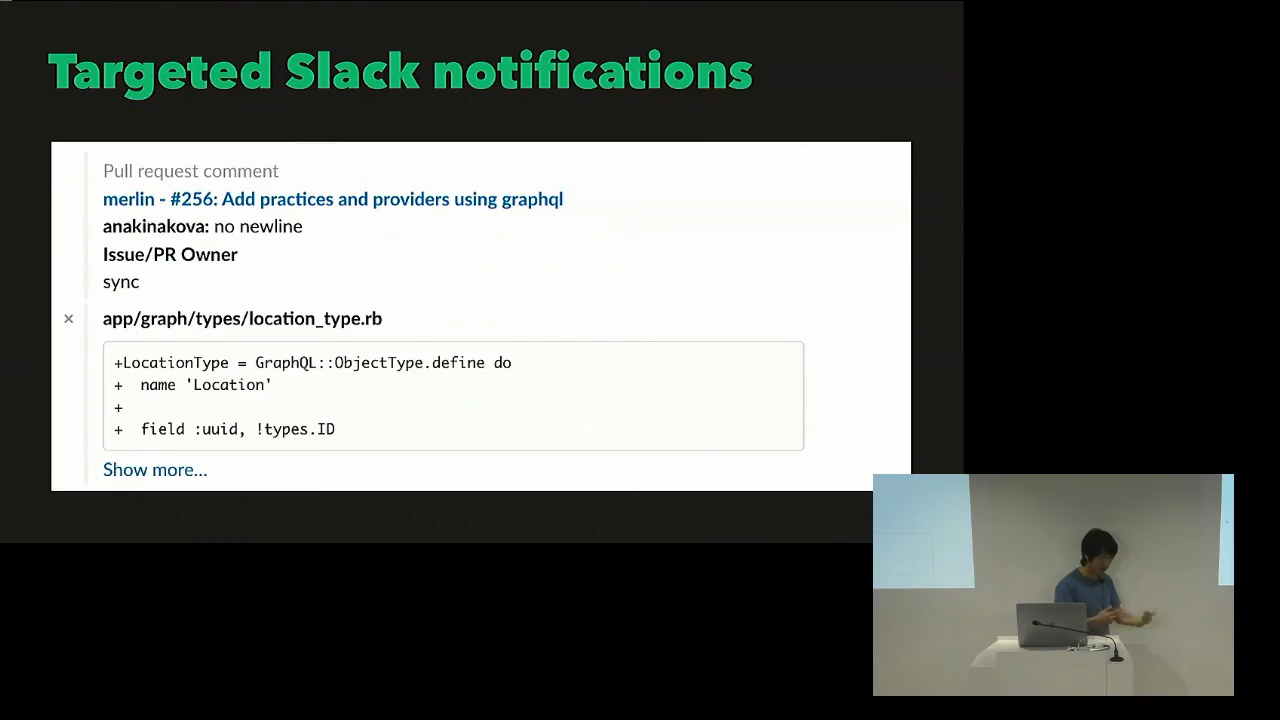 Targeted Slack notifications
Pull request comment
merlin - #256: Add practices and providers using graphql
anakinakova: no newline
Issue/PR Owner
sync
× app/graph/types/location_type.rb
+LocationType = GraphQL::ObjectType.define do
+  name 'Location'
+
+  field :uuid, !types.ID
Show more...